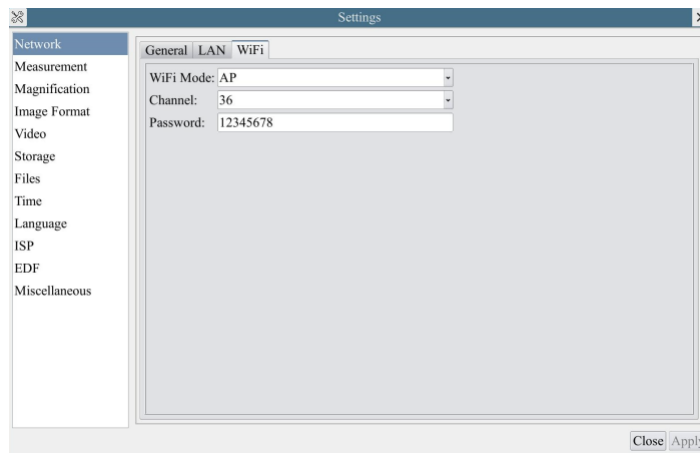 Settings
Network
Measurement
Magnification
Image Format
Video
Storage
Files
Time
Language
ISP
EDF
Miscellaneous
General LAN WiFi
WiFi Mode: AP
Channel: 36
Password: 12345678
Close Apply